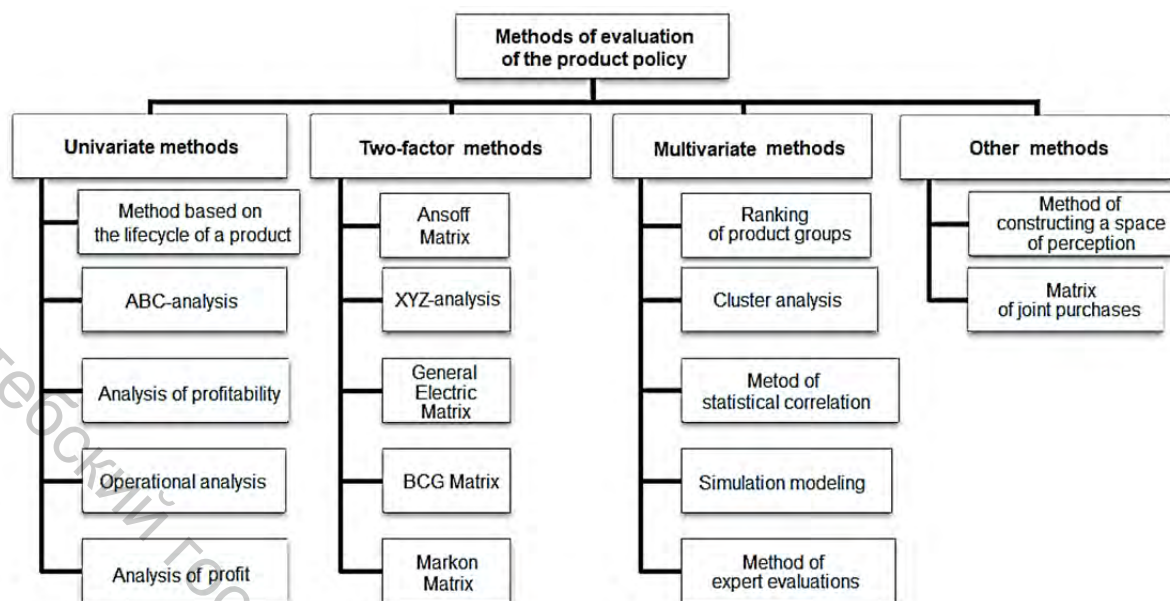 Methods of evaluation
of the product policy
Univariate methods
Method based on
the lifecycle of a product
ABC-analysis
Analysis of profitability
Operational analysis
Analysis of profit
Two-factor methods
Ansoff
Matrix
XYZ-analysis
General
Electric
Matrix
BCG Matrix
Markon
Matrix
Multivariate methods
Ranking
of product groups
Cluster analysis
Metod of
statistical correlation
Simulation modeling
Method of
expert evaluations
Other methods
Method of
constructing a space
of perception
Matrix
of joint purchases